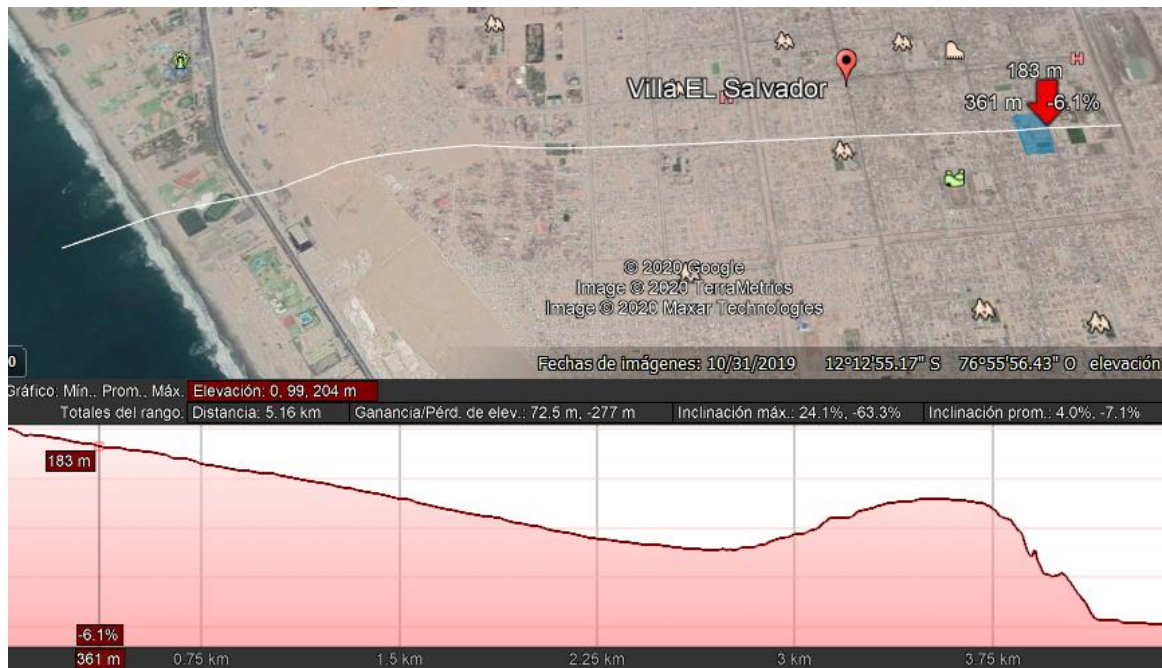 183 m
Villa EL Salvador
361 m -6.1%
© 2020 Google
Image © 2020 TerraMetrics
Image © 2020 Maxar Technologies
0
Fechas de imágenes: 10/31/2019 12°12'55.17" S 76°55'56.43" O elevación
Gráfico: Mín., Prom., Máx. Elevación: 0, 99, 204 m
Totales del rango: Distancia: 5.16 km Ganancia/Pérd. de elev.: 72.5 m, -277 m Inclinación máx.: 24.1%, -63.3% Inclinación prom.: 4.0%, -7.1%
183 m
-6.1%
361 m 0.75 km 1.5 km 2.25 km 3 km 3.75 km